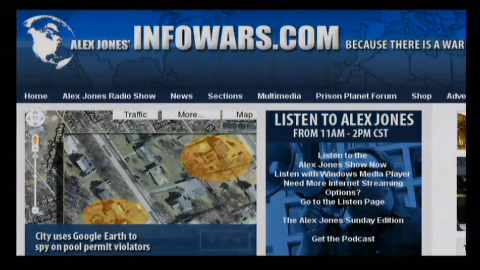 ALEX JONES' INFOWARS.COM BECAUSE THERE IS A WAR
Home Alex Jones Radio Show News Sections Multimedia Prison Planet Forum Shop Adve
Traffic More... Map
City uses Google Earth to
spy on pool permit violators
LISTEN TO ALEX JONES
FROM 11AM - 2PM CST
Listen to the
Alex Jones Show Now
Listen with Windows Media Player
Need More Internet Streaming
Options?
Go to the Listen Page
The Alex Jones Sunday Edition
Get the Podcast